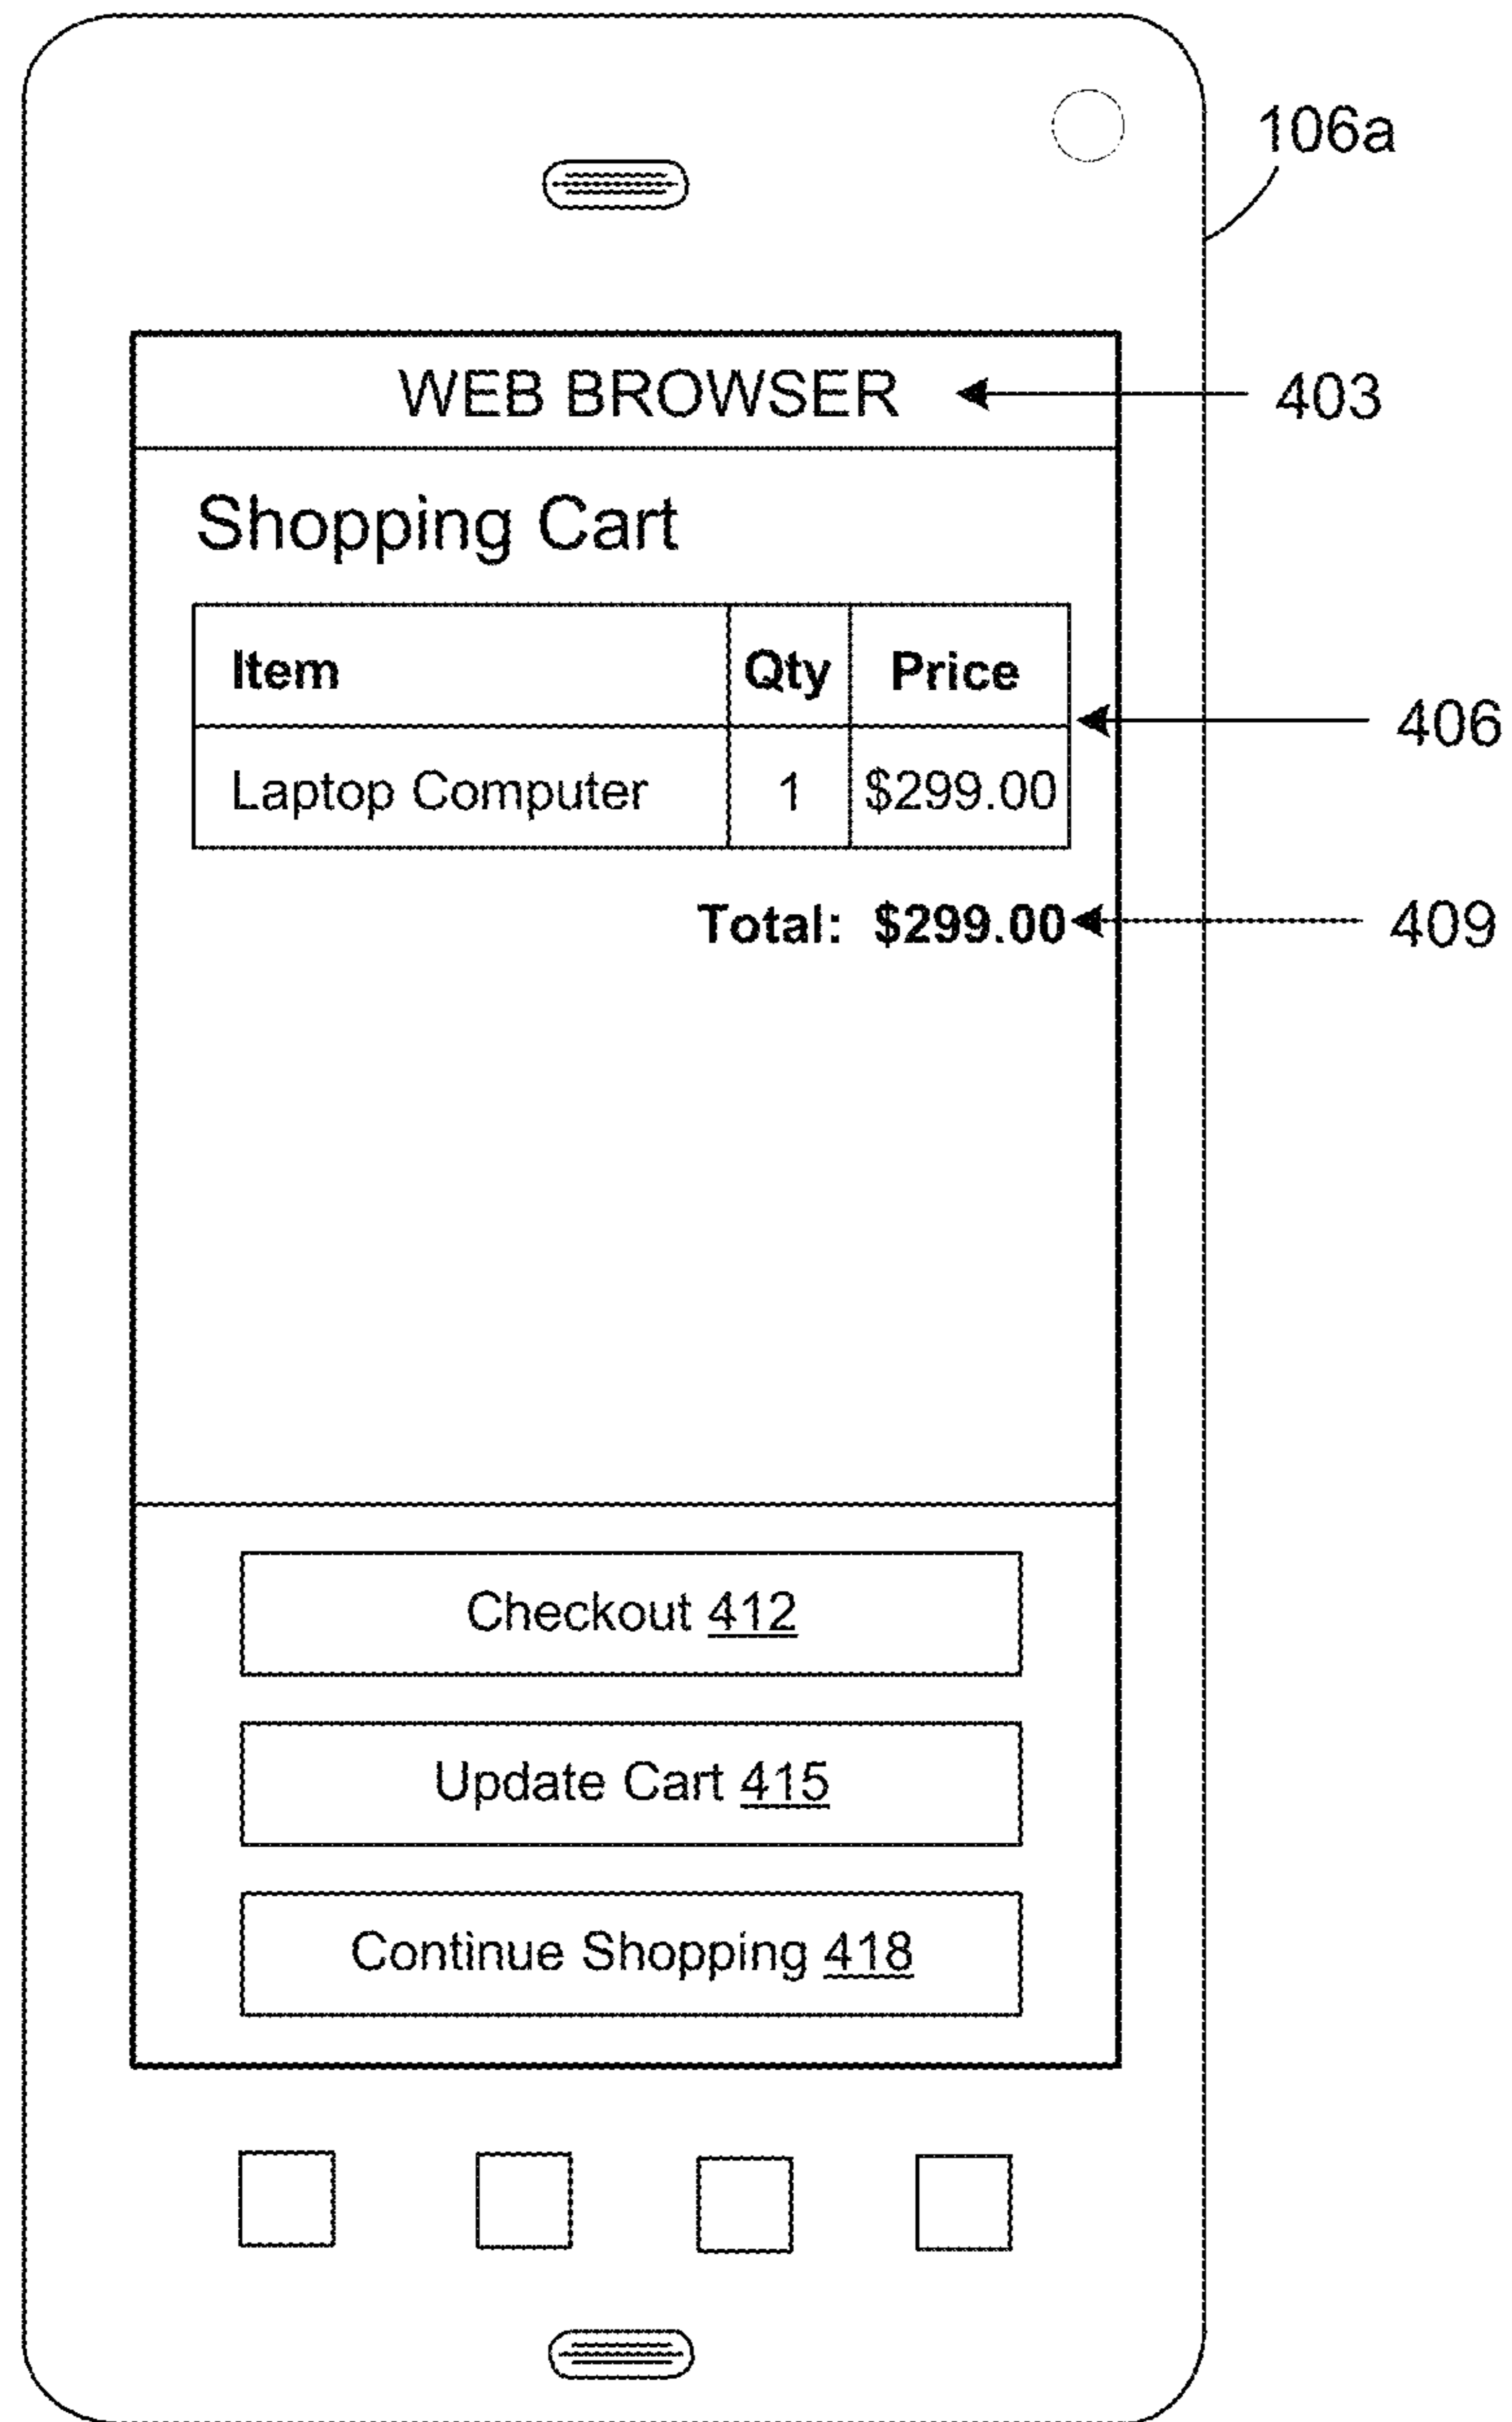 106a
WEB BROWSER 403
Shopping Cart
Item Qty Price
406
Laptop Computer 1 $299.00
Total: $299.00 409
Checkout 412
Update Cart 415
Continue Shopping 418